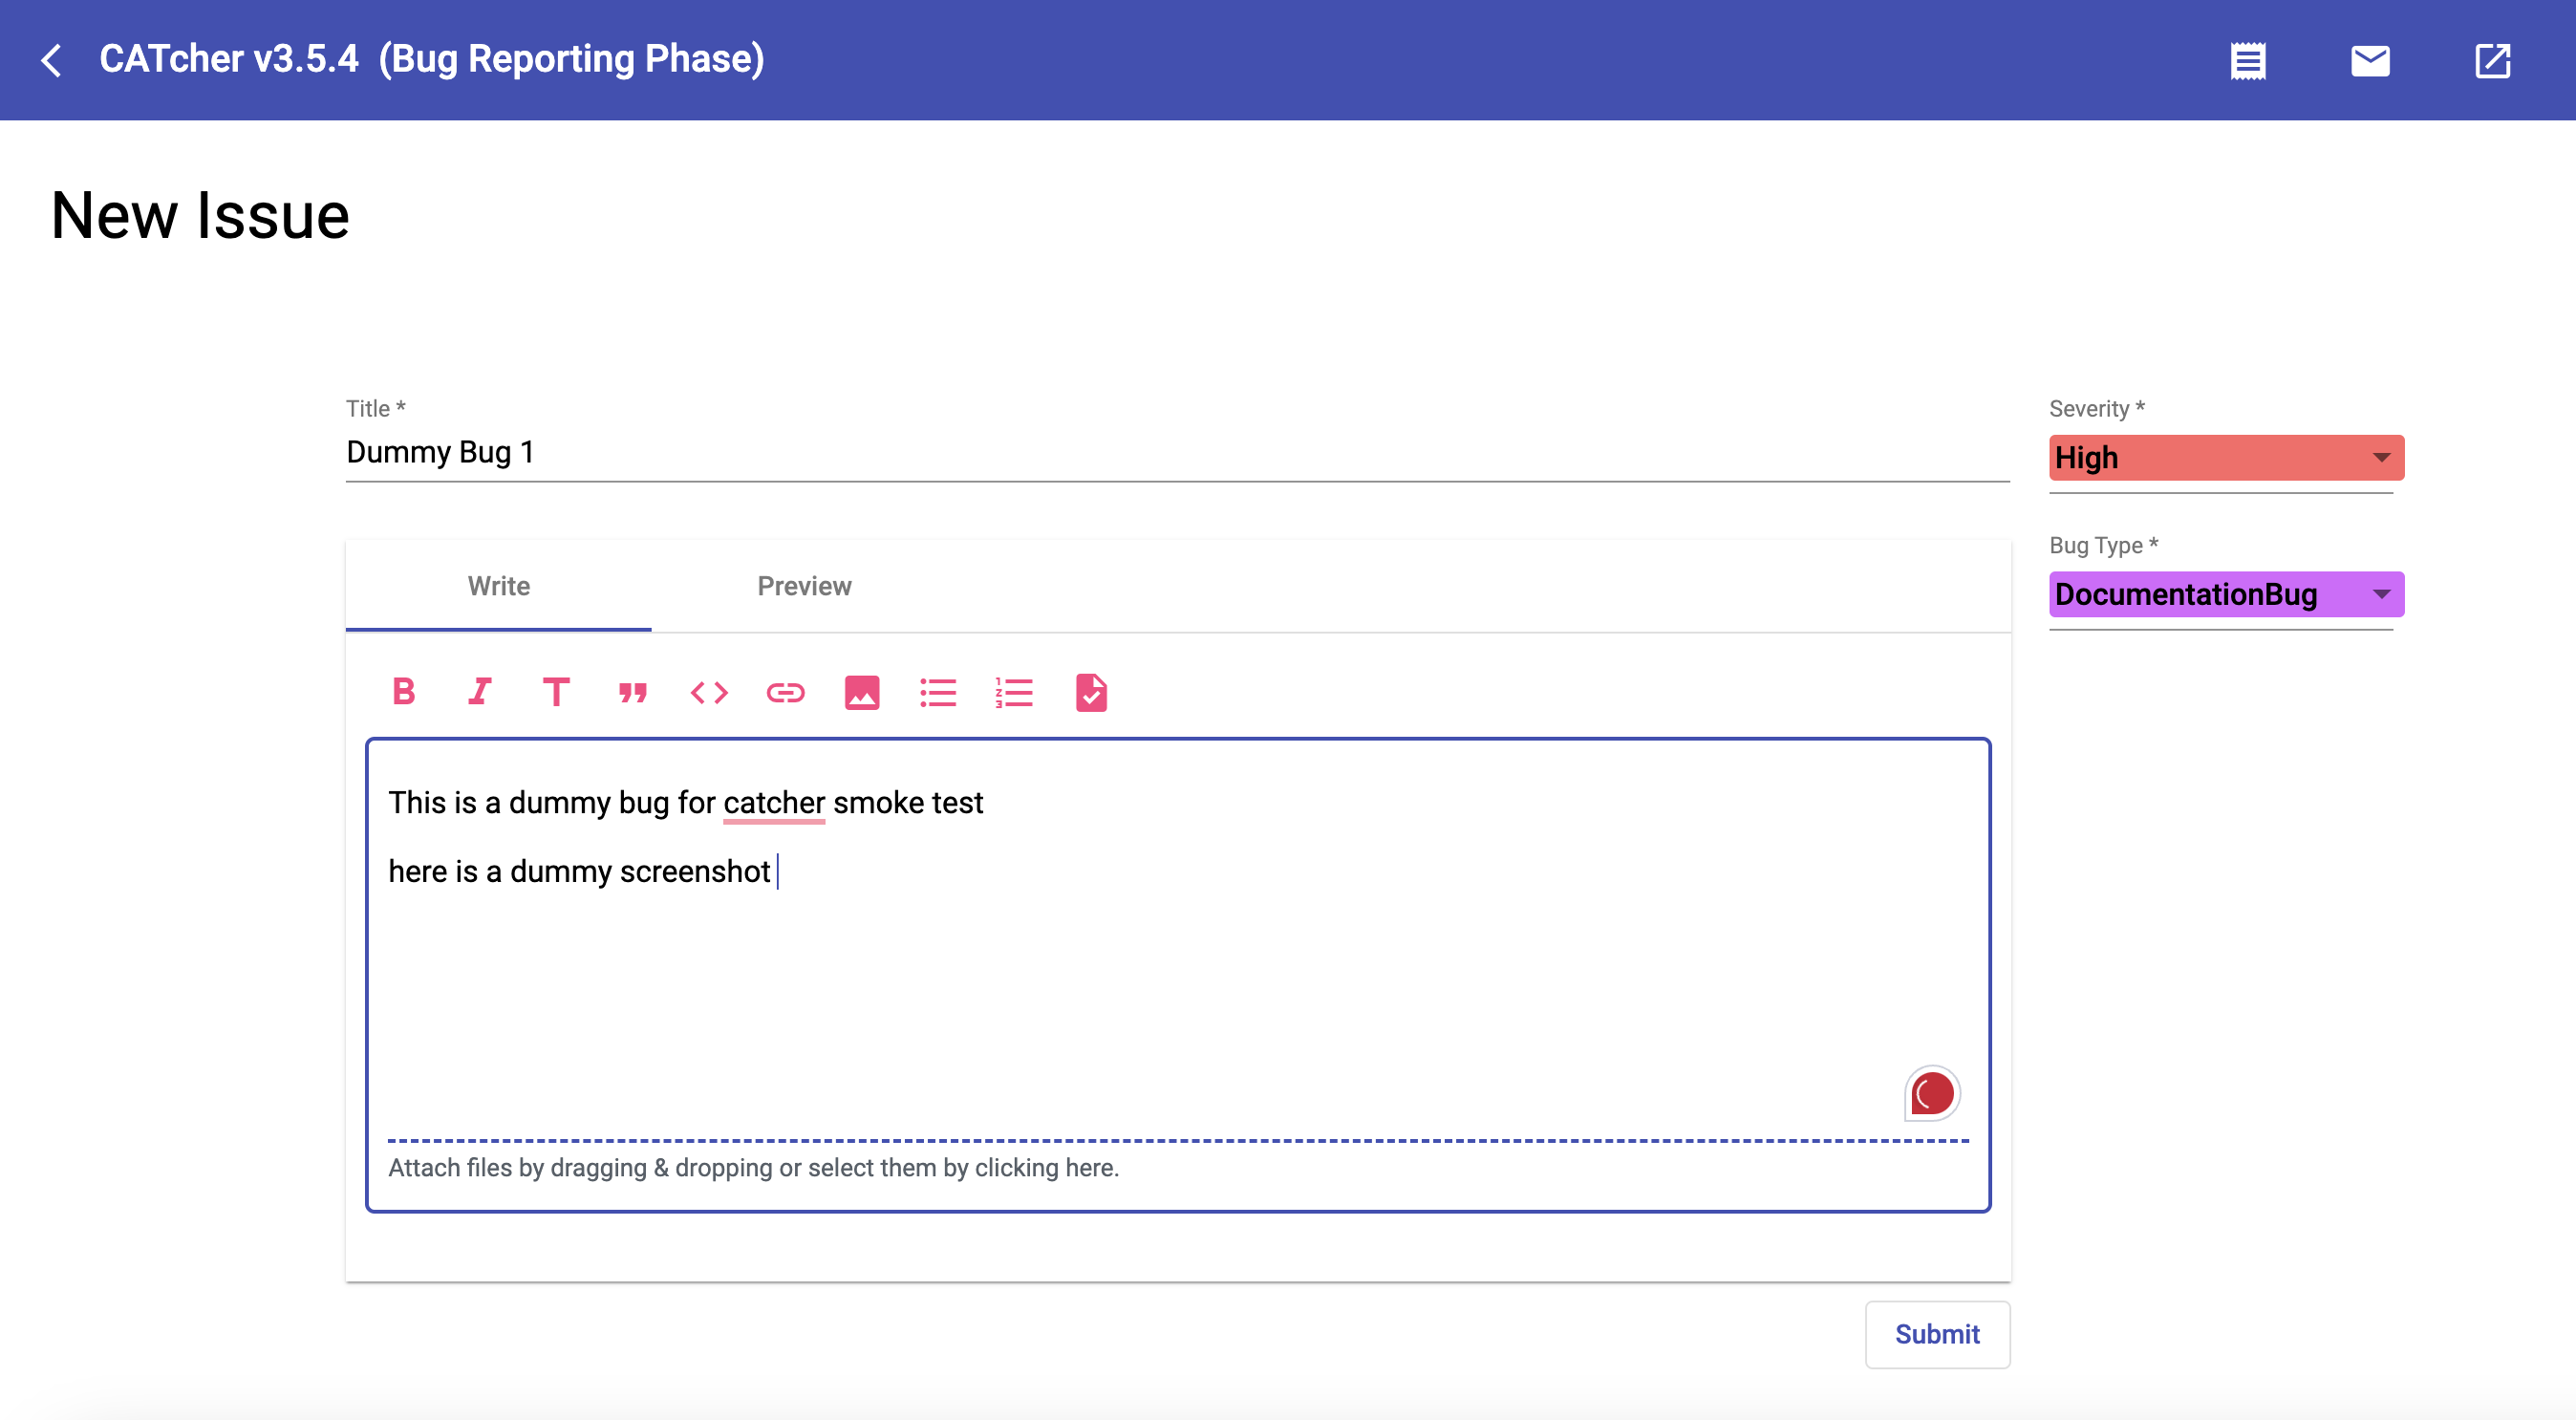 CATcher v3.5.4 (Bug Reporting Phase)
New Issue
Title *
Dummy Bug 1
Severity *
High
Bug Type *
DocumentationBug
Write Preview
This is a dummy bug for catcher smoke test
here is a dummy screenshot
Attach files by dragging & dropping or select them by clicking here.
Submit